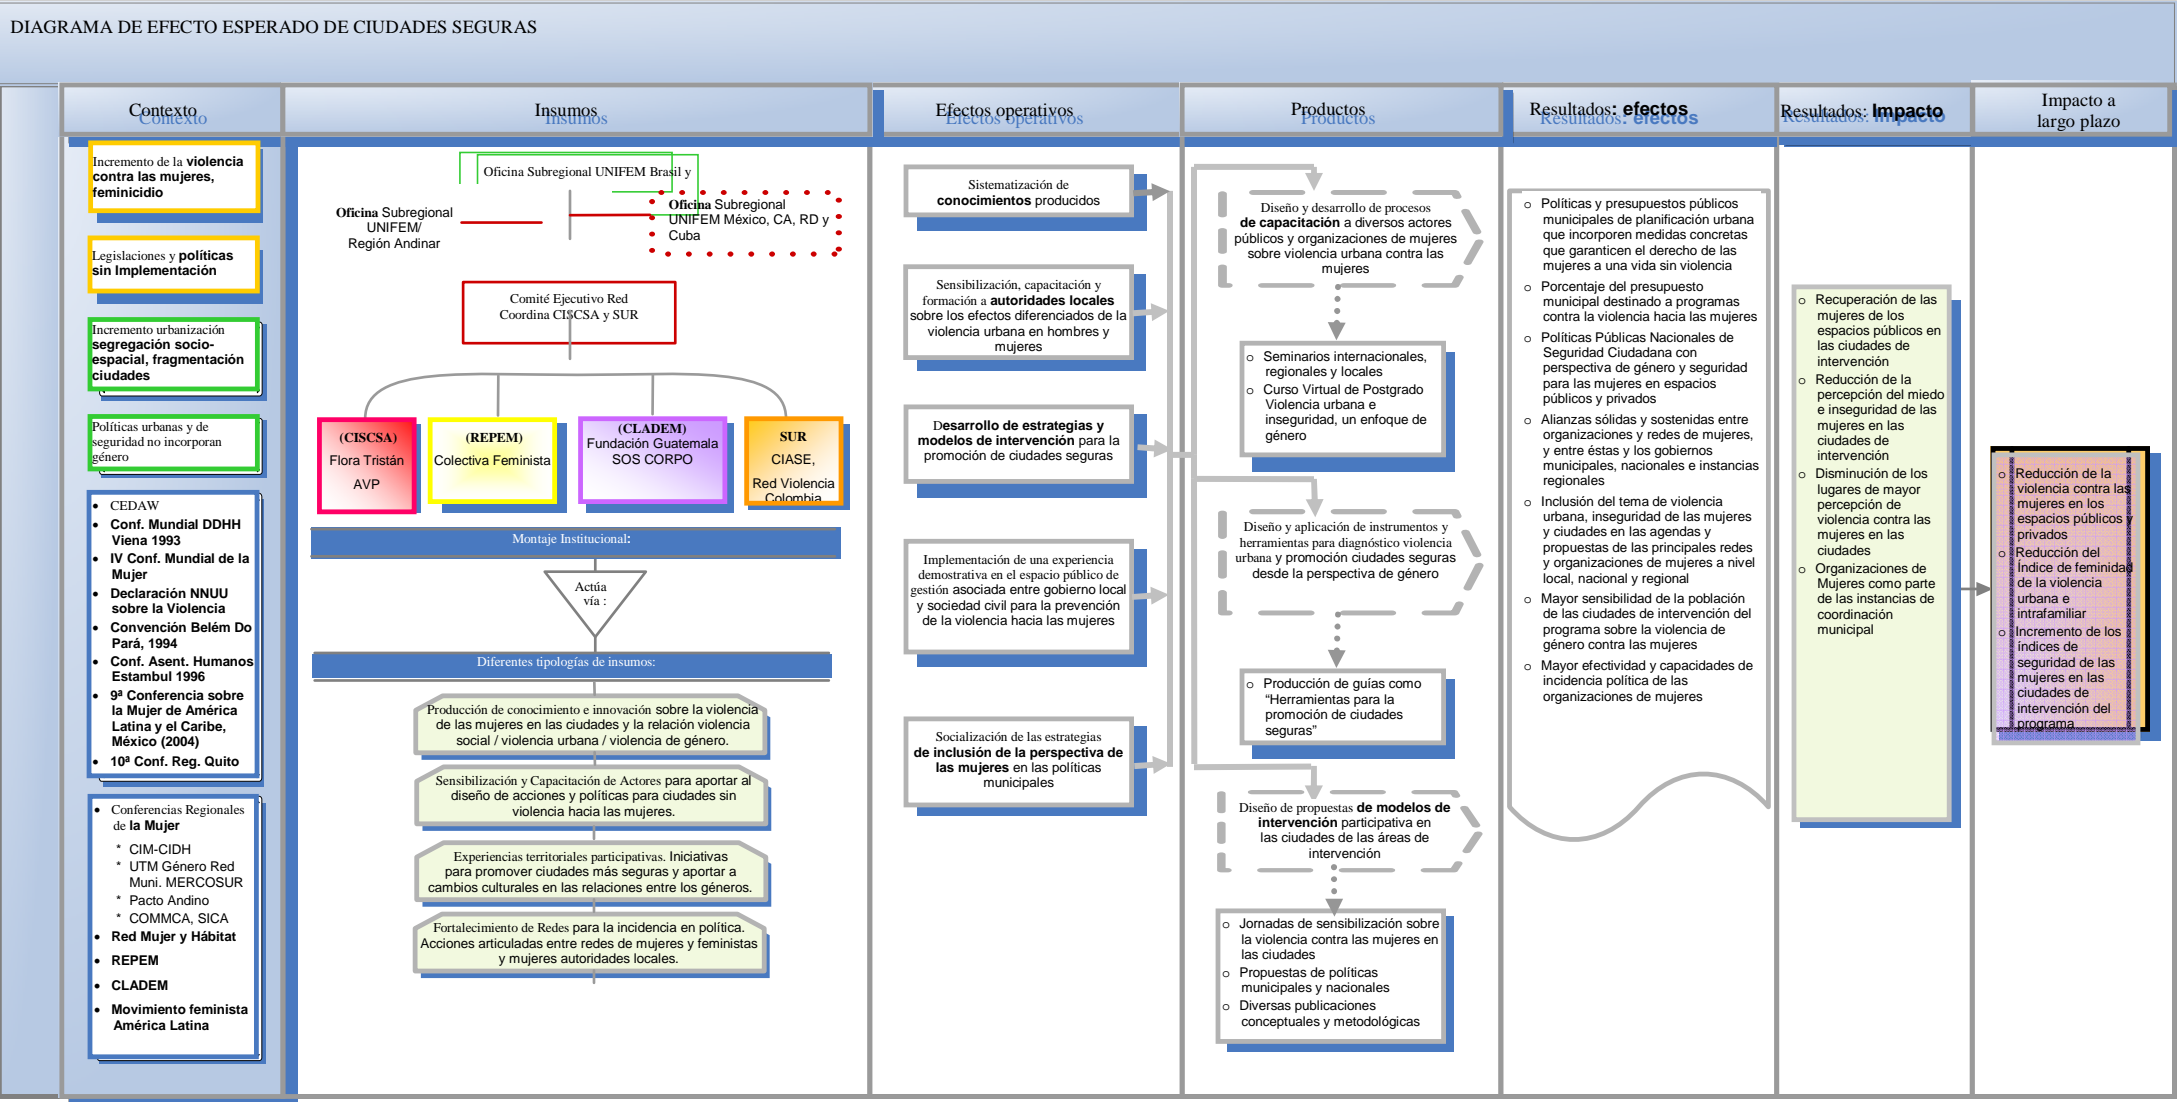 DIAGRAMA DE EFECTO ESPERADO DE CIUDADES SEGURAS
Contexto
Insumos
Efectos operativos
Productos
Resultados: efectos
Resultados: Impacto
Impacto a
largo plazo
Incremento de la violencia
contra las mujeres,
feminicidio
Legislaciones y políticas
sin Implementación
Incremento urbanización
segregación socio-
espacial, fragmentación
ciudades
Políticas urbanas y de
seguridad no incorporan
género
• CEDAW
• Conf. Mundial DDHH
Viena 1993
• IV Conf. Mundial de la
Mujer
• Declaración NNUU
sobre la Violencia
• Convención Belém Do
Pará, 1994
• Conf. Asent. Humanos
Estambul 1996
• 9ª Conferencia sobre
la Mujer de América
Latina y el Caribe,
México (2004)
• 10ª Conf. Reg. Quito
• Conferencias Regionales
de la Mujer
* CIM-CIDH
* UTM Género Red
Muni. MERCOSUR
* Pacto Andino
* COMMCA, SICA
• Red Mujer y Hábitat
• REPEM
• CLADEM
• Movimiento feminista
América Latina
Oficina Subregional UNIFEM Brasil y
Oficina Subregional
UNIFEM/
Región Andinar
Oficina Subregional
UNIFEM México, CA, RD y
Cuba
Comité Ejecutivo Red
Coordina CISCSA y SUR
(CISCSA)
Flora Tristán
AVP
(REPEM)
Colectiva Feminista
(CLADEM)
Fundación Guatemala
SOS CORPO
SUR
CIASE,
Red Violencia
Colombia
Montaje Institucional:
Actúa
vía :
Diferentes tipologías de insumos:
Producción de conocimiento e innovación sobre la violencia
de las mujeres en las ciudades y la relación violencia
social / violencia urbana / violencia de género.
Sensibilización y Capacitación de Actores para aportar al
diseño de acciones y políticas para ciudades sin
violencia hacia las mujeres.
Experiencias territoriales participativas. Iniciativas
para promover ciudades más seguras y aportar a
cambios culturales en las relaciones entre los géneros.
Fortalecimiento de Redes para la incidencia en política.
Acciones articuladas entre redes de mujeres y feministas
y mujeres autoridades locales.
Sistematización de
conocimientos producidos
Sensibilización, capacitación y
formación a autoridades locales
sobre los efectos diferenciados de la
violencia urbana en hombres y
mujeres
Desarrollo de estrategias y
modelos de intervención para la
promoción de ciudades seguras
Implementación de una experiencia
demostrativa en el espacio público de
gestión asociada entre gobierno local
y sociedad civil para la prevención
de la violencia hacia las mujeres
Socialización de las estrategias
de inclusión de la perspectiva de
las mujeres en las políticas
municipales
Diseño y desarrollo de procesos
de capacitación a diversos actores
públicos y organizaciones de mujeres
sobre violencia urbana contra las
mujeres
o Seminarios internacionales,
regionales y locales
o Curso Virtual de Postgrado
Violencia urbana e
inseguridad, un enfoque de
género
Diseño y aplicación de instrumentos y
herramientas para diagnóstico violencia
urbana y promoción ciudades seguras
desde la perspectiva de género
o Producción de guías como
“Herramientas para la
promoción de ciudades
seguras”
Diseño de propuestas de modelos de
intervención participativa en
las ciudades de las áreas de
intervención
o Jornadas de sensibilización sobre
la violencia contra las mujeres en
las ciudades
o Propuestas de políticas
municipales y nacionales
o Diversas publicaciones
conceptuales y metodológicas
o Políticas y presupuestos públicos
municipales de planificación urbana
que incorporen medidas concretas
que garanticen el derecho de las
mujeres a una vida sin violencia
o Porcentaje del presupuesto
municipal destinado a programas
contra la violencia hacia las mujeres
o Políticas Públicas Nacionales de
Seguridad Ciudadana con
perspectiva de género y seguridad
para las mujeres en espacios
públicos y privados
o Alianzas sólidas y sostenidas entre
organizaciones y redes de mujeres,
y entre éstas y los gobiernos
municipales, nacionales e instancias
regionales
o Inclusión del tema de violencia
urbana, inseguridad de las mujeres
y ciudades en las agendas y
propuestas de las principales redes
y organizaciones de mujeres a nivel
local, nacional y regional
o Mayor sensibilidad de la población
de las ciudades de intervención del
programa sobre la violencia de
género contra las mujeres
o Mayor efectividad y capacidades de
incidencia política de las
organizaciones de mujeres
o Recuperación de las
mujeres de los
espacios públicos en
las ciudades de
intervención
o Reducción de la
percepción del miedo
e inseguridad de las
mujeres en las
ciudades de
intervención
o Disminución de los
lugares de mayor
percepción de
violencia contra las
mujeres en las
ciudades
o Organizaciones de
Mujeres como parte
de las instancias de
coordinación
municipal
o Reducción de la
violencia contra las
mujeres en los
espacios públicos y
privados
o Reducción del
Índice de feminidad
de la violencia
urbana e
intrafamiliar
o Incremento de los
índices de
seguridad de las
mujeres en las
ciudades de
intervención del
programa